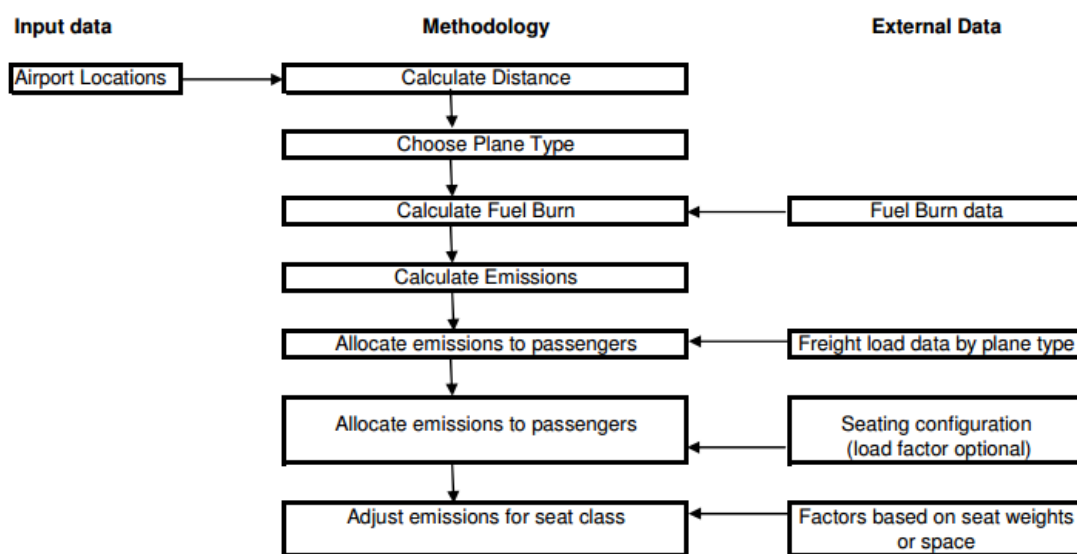 Input data Methodology External Data
Airport Locations Calculate Distance
Choose Plane Type
Calculate Fuel Burn Fuel Burn data
Calculate Emissions
Allocate emissions to passengers Freight load data by plane type
Allocate emissions to passengers Seating configuration
(load factor optional)
Adjust emissions for seat class Factors based on seat weights
or space